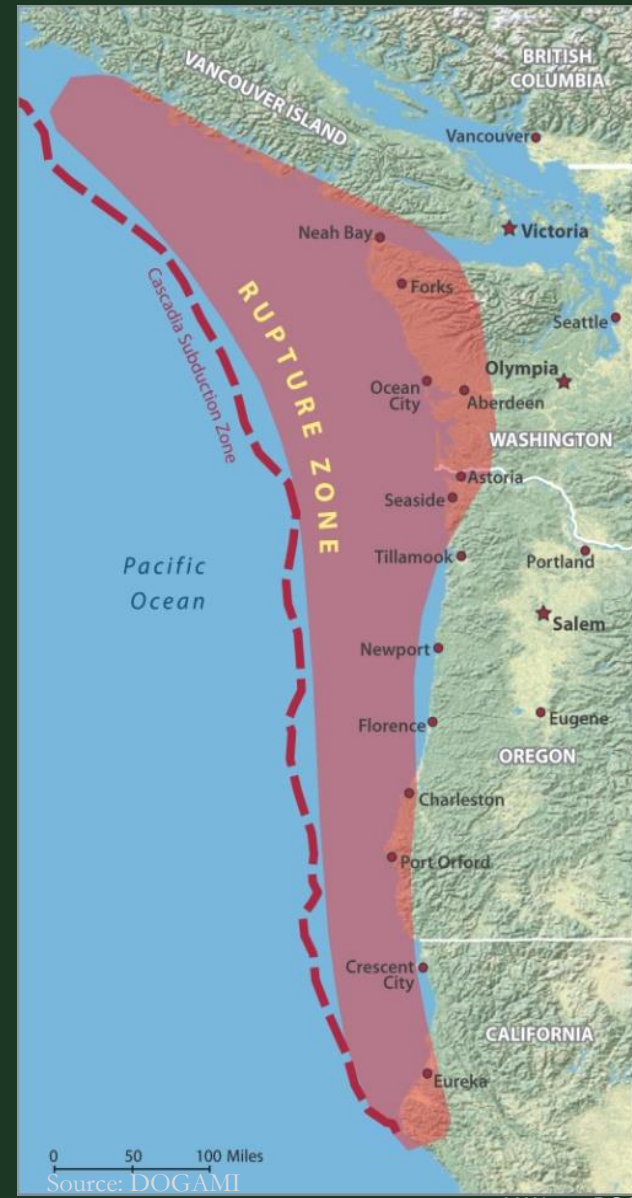 BRITISH
COLUMBIA
VANCOUVER ISLAND
Vancouver
Victoria
Neah Bay
Forks
Seattle
Cascadia Subduction Zone
RUPTURE ZONE
Olympia
Ocean
City
Aberdeen
WASHINGTON
Astoria
Seaside
Tillamook
Portland
Pacific
Ocean
Salem
Newport
Florence
Eugene
OREGON
Charleston
Port Orford
Crescent
City
CALIFORNIA
Eureka
0 50 100 Miles
Source: DOGAMI